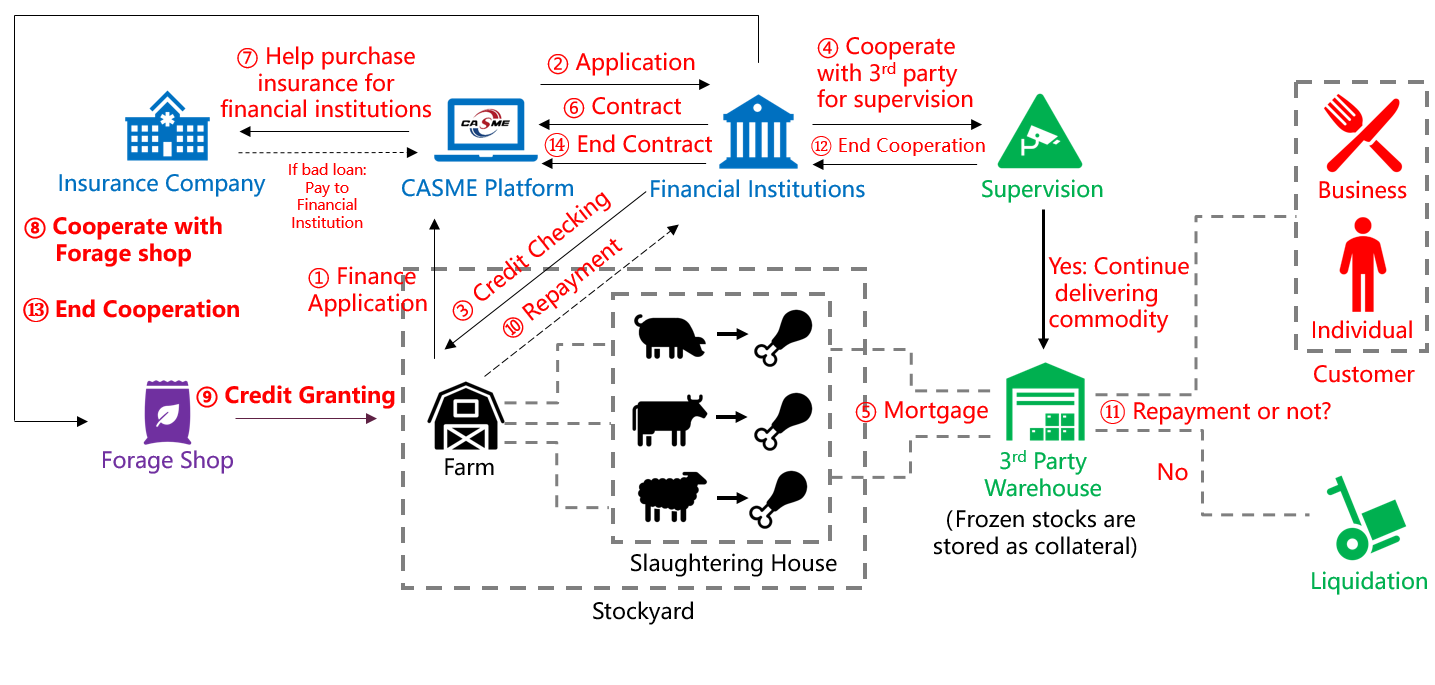 ⑦ Help purchase
insurance for
financial institutions
② Application
④ Cooperate
with 3rd party
for supervision
⑥ Contract
CASME
⑭ End Contract
⑫ End Cooperation
Insurance Company
If bad loan:
Pay to
Financial
Institution
CASME Platform
Financial Institutions
Supervision
Business
⑧ Cooperate with
Forage shop
③ Credit Checking
⑩ Repayment
① Finance
Application
Yes: Continue
delivering
commodity
⑬ End Cooperation
Individual
Customer
⑨ Credit Granting
⑤ Mortgage
⑪ Repayment or not?
Forage Shop
Farm
3rd Party
Warehouse
No
(Frozen stocks are
stored as collateral)
Slaughtering House
Liquidation
Stockyard